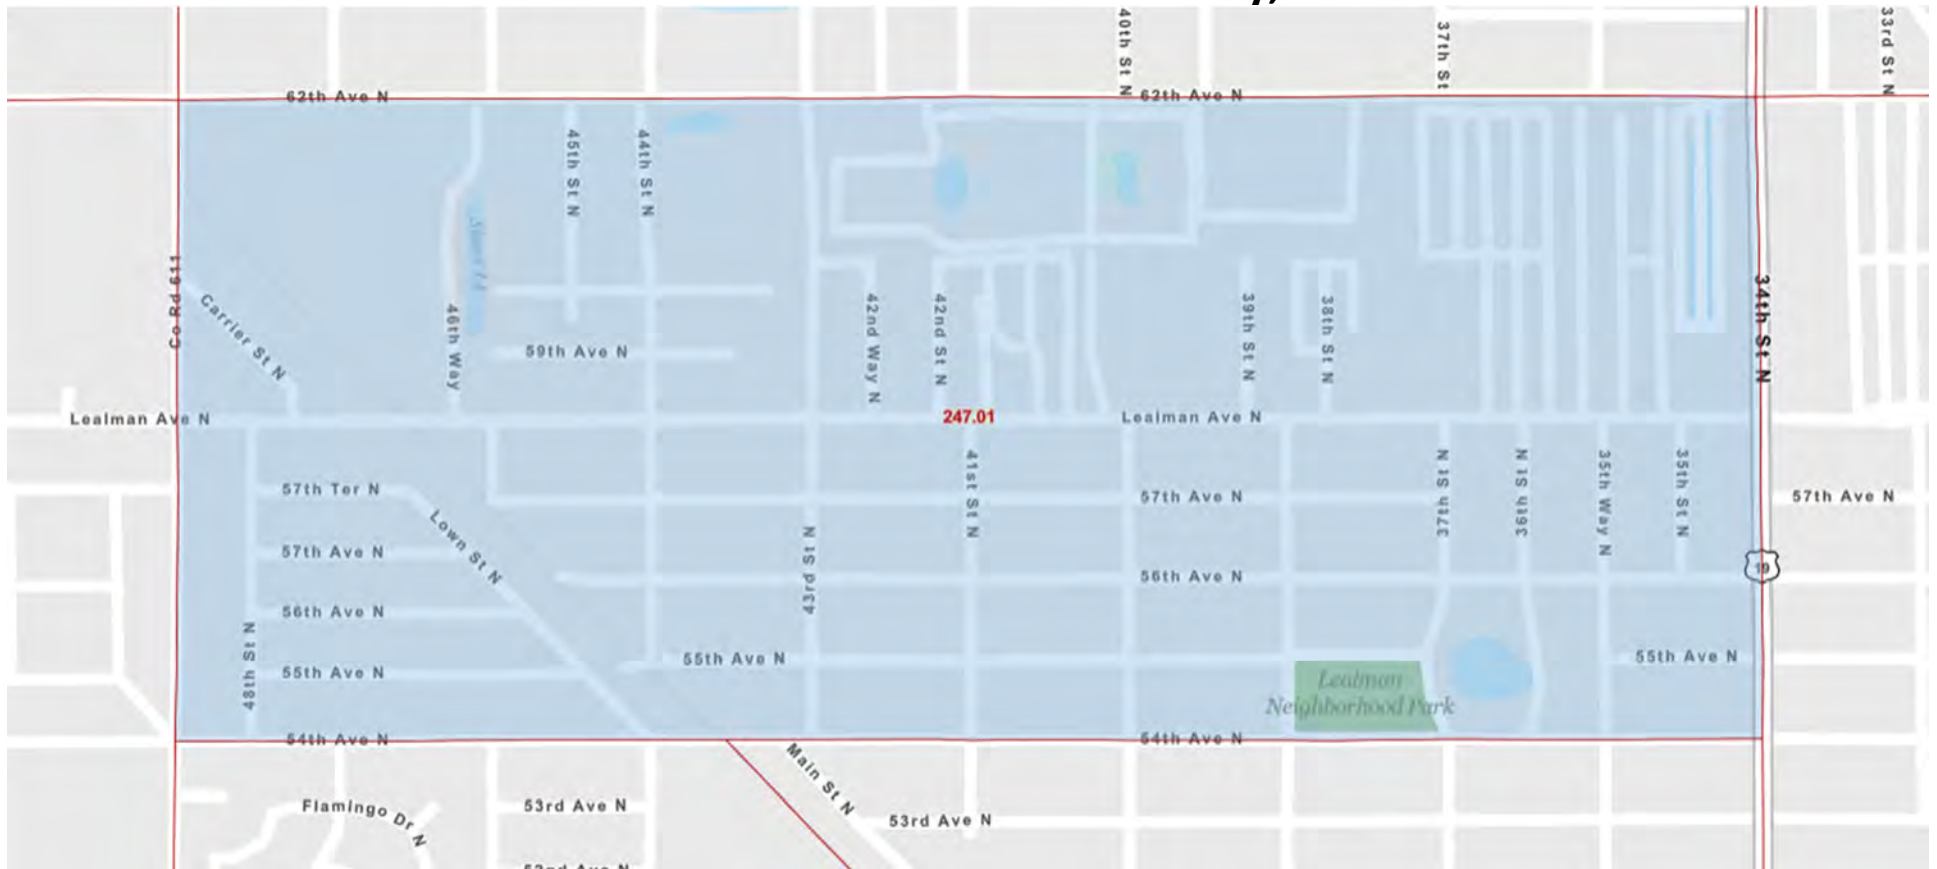 40th St N
37th St
33rd St N
62th Ave N
62th Ave N
45th St N
44th St N
Co Rd 611
Carrier St N
46th Way
59th Ave N
42nd Way N
42nd St N
39th St N
38th St N
34th St N
Lealman Ave N
247.01
Lealman Ave N
57th Ter N
Lown St N
41st St N
57th Ave N
37th St N
36th St N
35th Way N
35th St N
57th Ave N
57th Ave N
43rd St N
56th Ave N
19
56th Ave N
48th St N
55th Ave N
55th Ave N
55th Ave N
Lealman
Neighborhood Park
54th Ave N
54th Ave N
Main St N
Flamingo Dr N
53rd Ave N
53rd Ave N